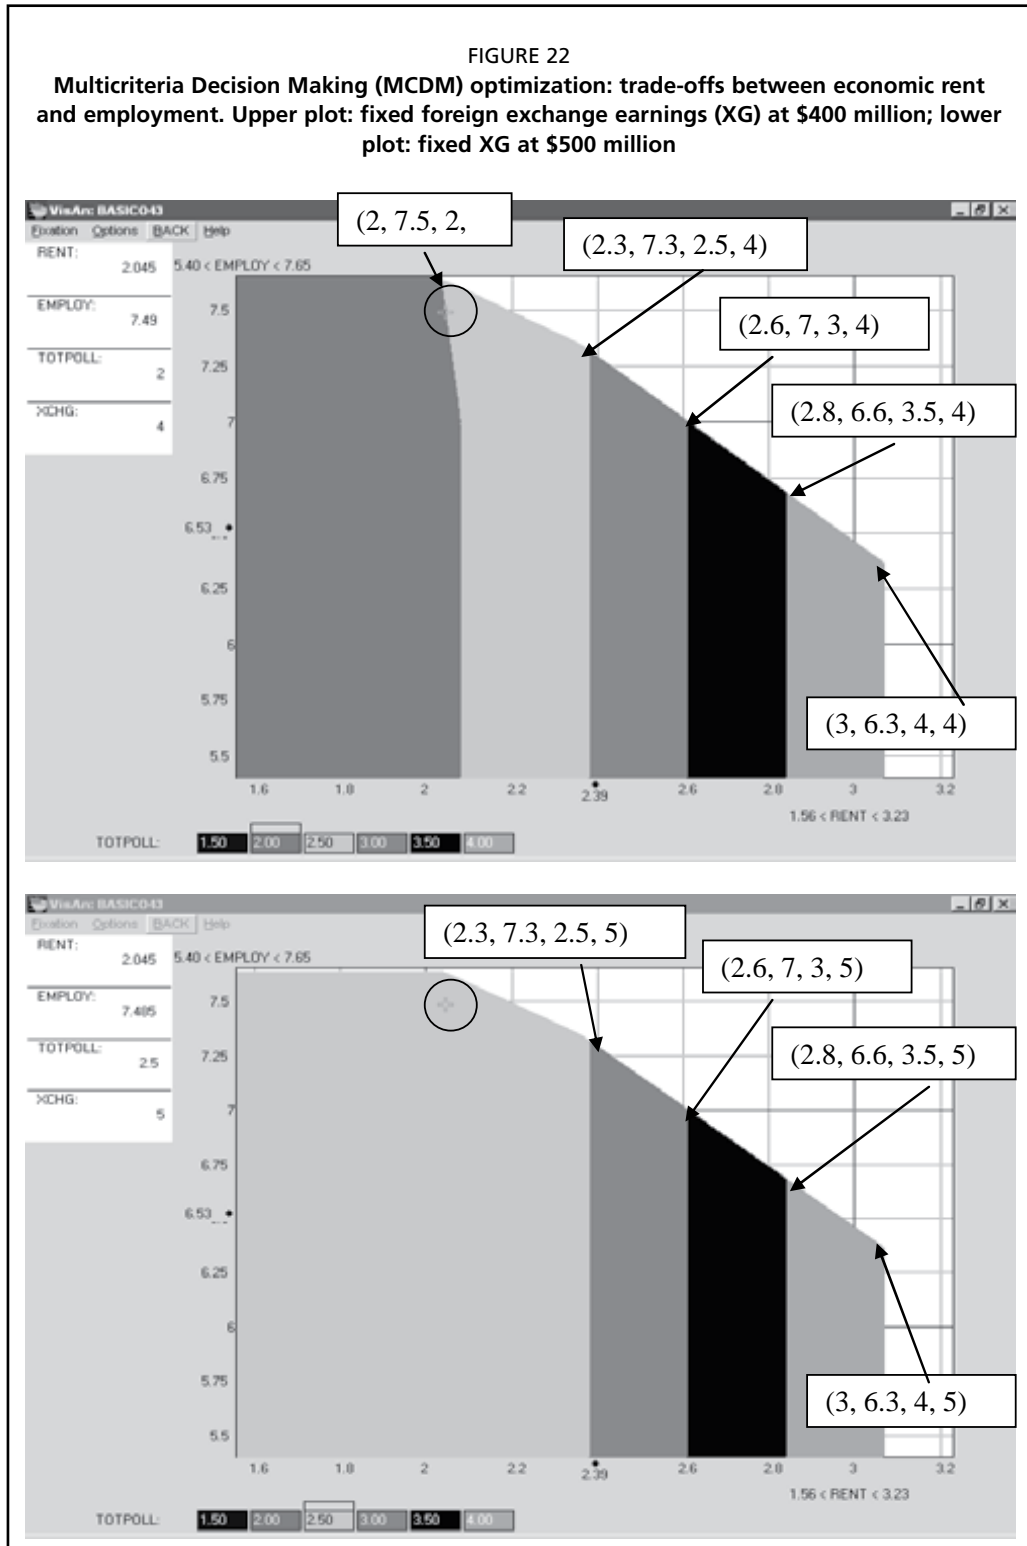 FIGURE 22
Multicriteria Decision Making (MCDM) optimization: trade-offs between economic rent
and employment. Upper plot: fixed foreign exchange earnings (XG) at $400 million; lower
plot: fixed XG at $500 million
VisAn: BASICO43
Fixation Options BACK Help
RENT:
2.045
EMPLOY:
7.49
TOTPOLL:
2
XCHG:
4
5.40 < EMPLOY < 7.65
(2, 7.5, 2,
(2.3, 7.3, 2.5, 4)
(2.6, 7, 3, 4)
(2.8, 6.6, 3.5, 4)
(3, 6.3, 4, 4)
7.5
7.25
7
6.75
6.53
6.25
6
5.75
5.5
1.6 1.8 2 2.2 2.39 2.6 2.8 3 3.2
1.56 < RENT < 3.23
TOTPOLL: 1.50 2.00 2.50 3.00 3.50 4.00
VisAn: BASICO43
Fixation Options BACK Help
RENT:
2.045
EMPLOY:
7.485
TOTPOLL:
2.5
XCHG:
5
5.40 < EMPLOY < 7.65
(2.3, 7.3, 2.5, 5)
(2.6, 7, 3, 5)
(2.8, 6.6, 3.5, 5)
(3, 6.3, 4, 5)
7.5
7.25
7
6.75
6.53
6.25
6
5.75
5.5
1.6 1.8 2 2.2 2.39 2.6 2.8 3 3.2
1.56 < RENT < 3.23
TOTPOLL: 1.50 2.00 2.50 3.00 3.50 4.00